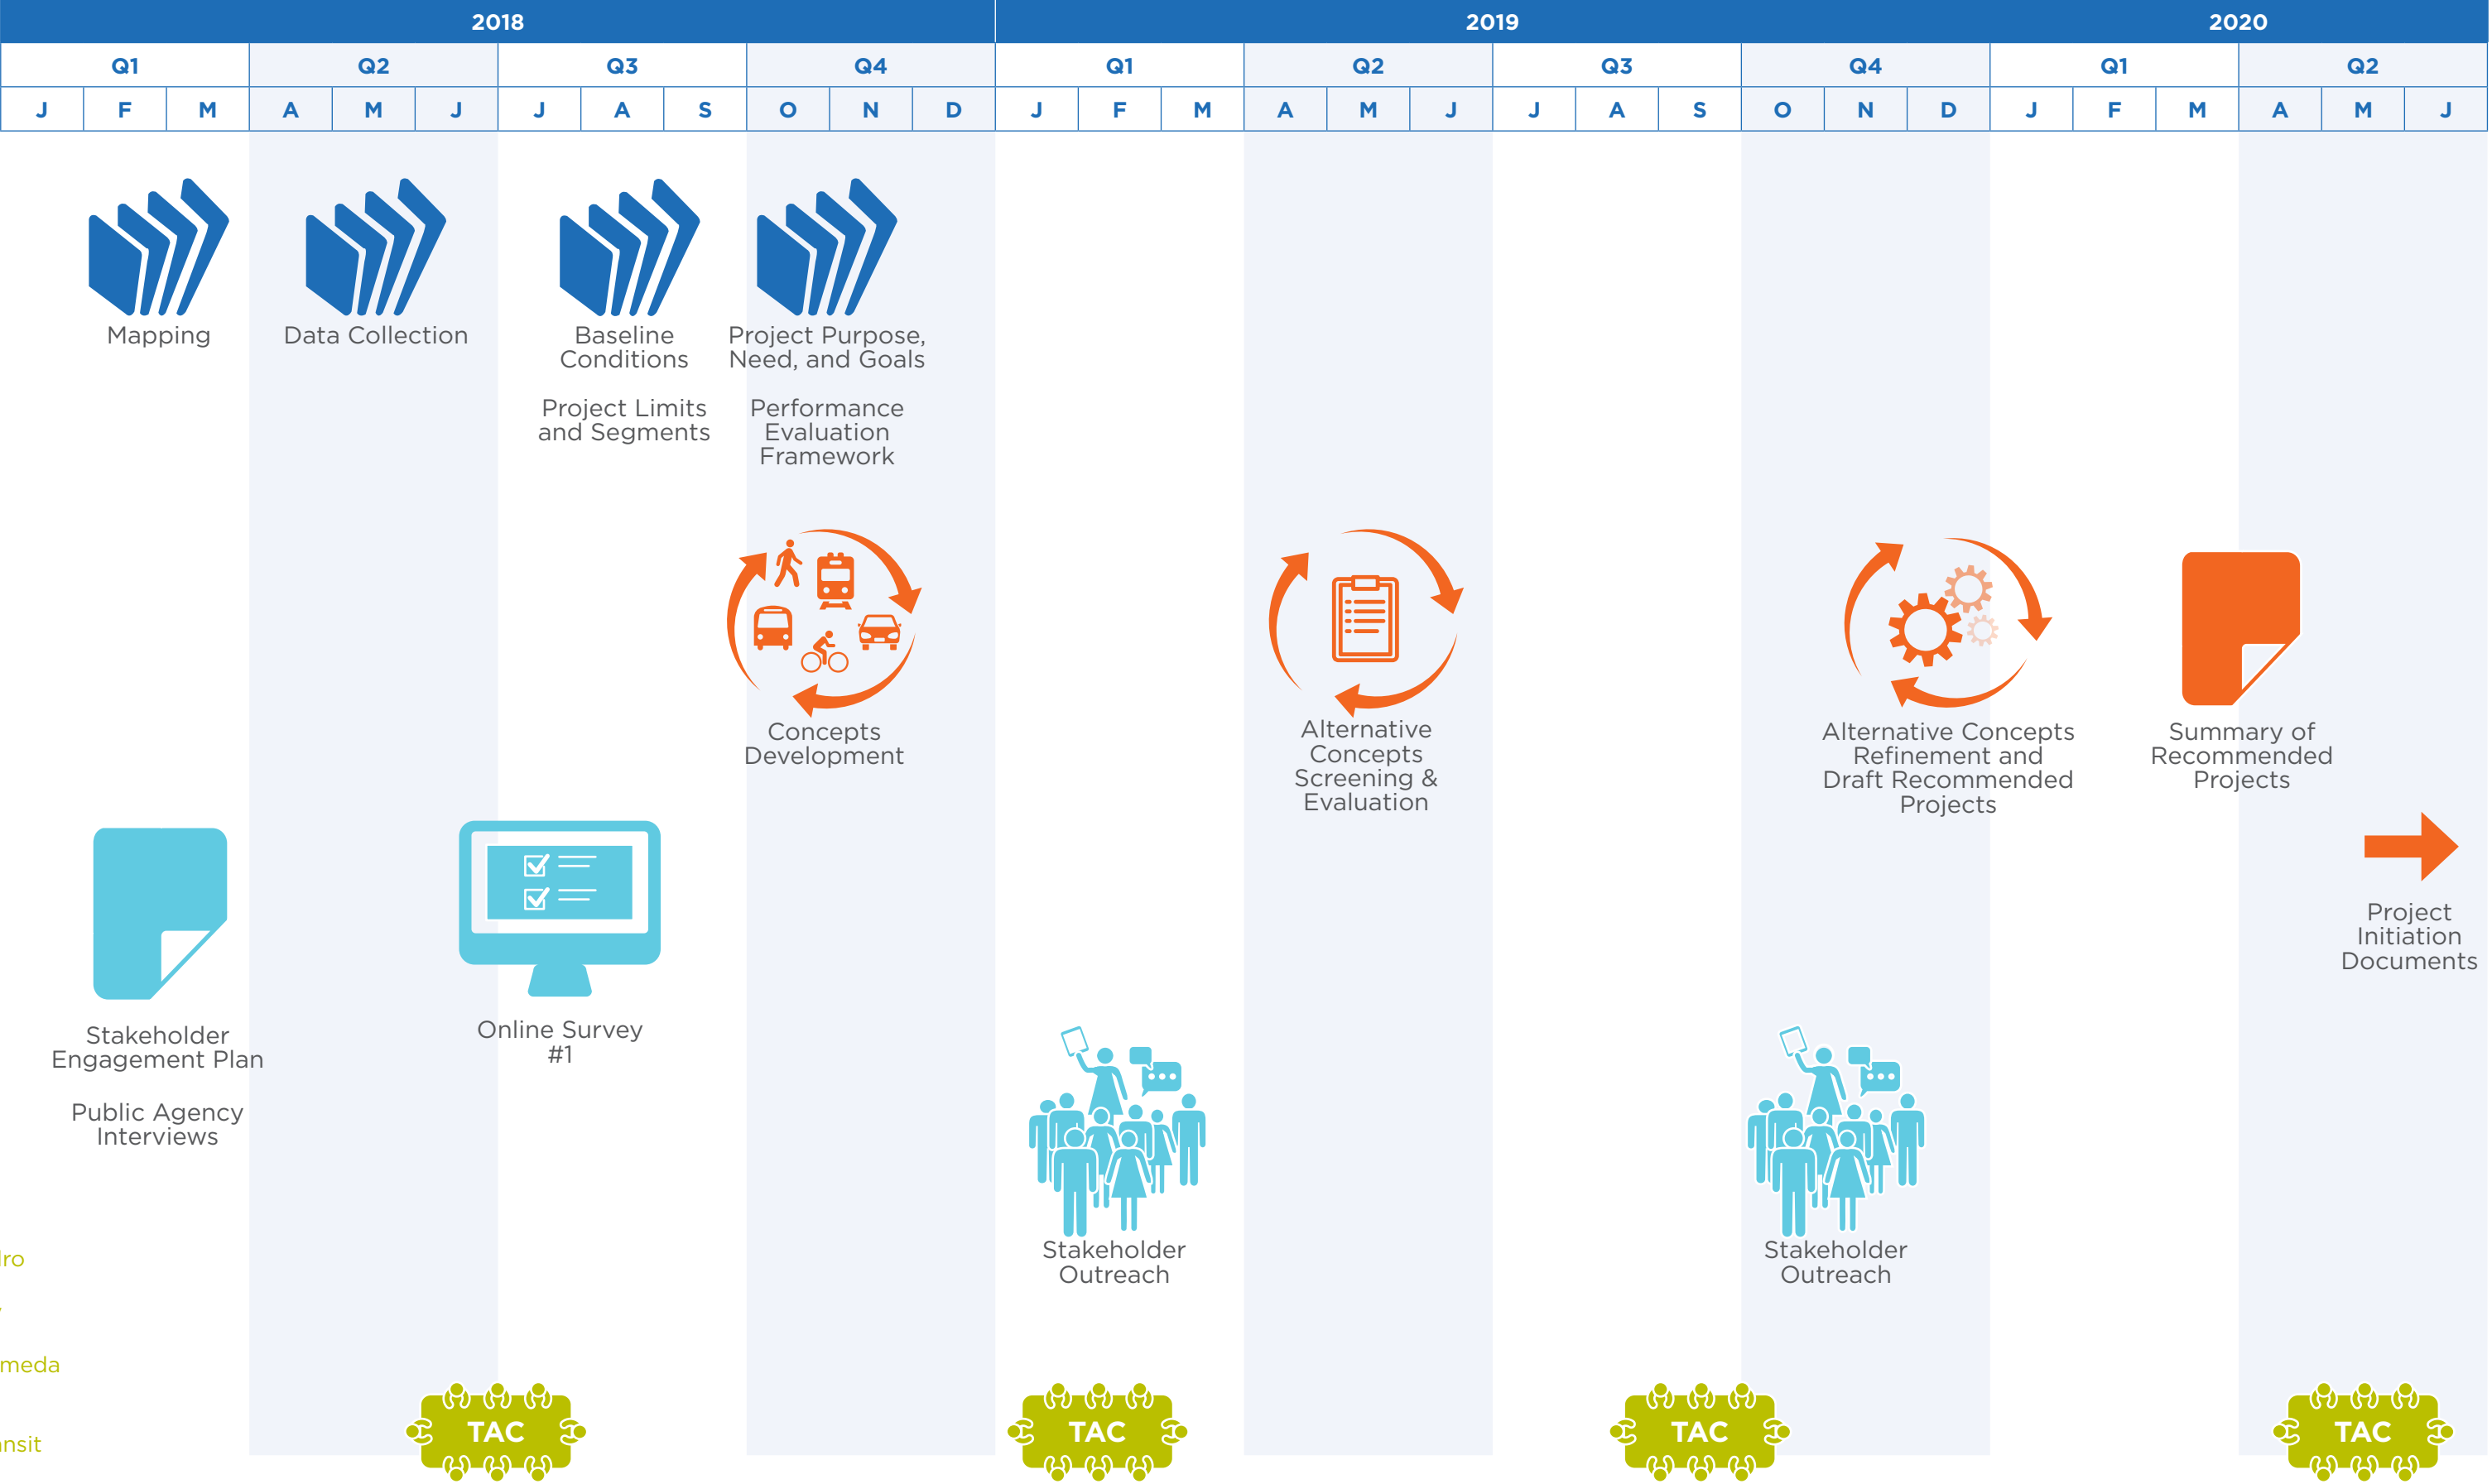 2018 2019 2020
Q1 Q2 Q3 Q4 Q1 Q2 Q3 Q4 Q1 Q2
J F M A M J J A S O N D J F M A M J J A S O N D J F M A M J
Mapping
Data Collection
Baseline
Conditions
Project Limits
and Segments
Project Purpose,
Need, and Goals
Performance
Evaluation
Framework
Concepts
Development
Alternative
Concepts
Screening &
Evaluation
Alternative Concepts
Refinement and
Draft Recommended
Projects
Summary of
Recommended
Projects
Project
Initiation
Documents
Stakeholder
Engagement Plan
Public Agency
Interviews
Online Survey
#1
Stakeholder
Outreach
Stakeholder
Outreach
TAC
TAC
TAC
TAC